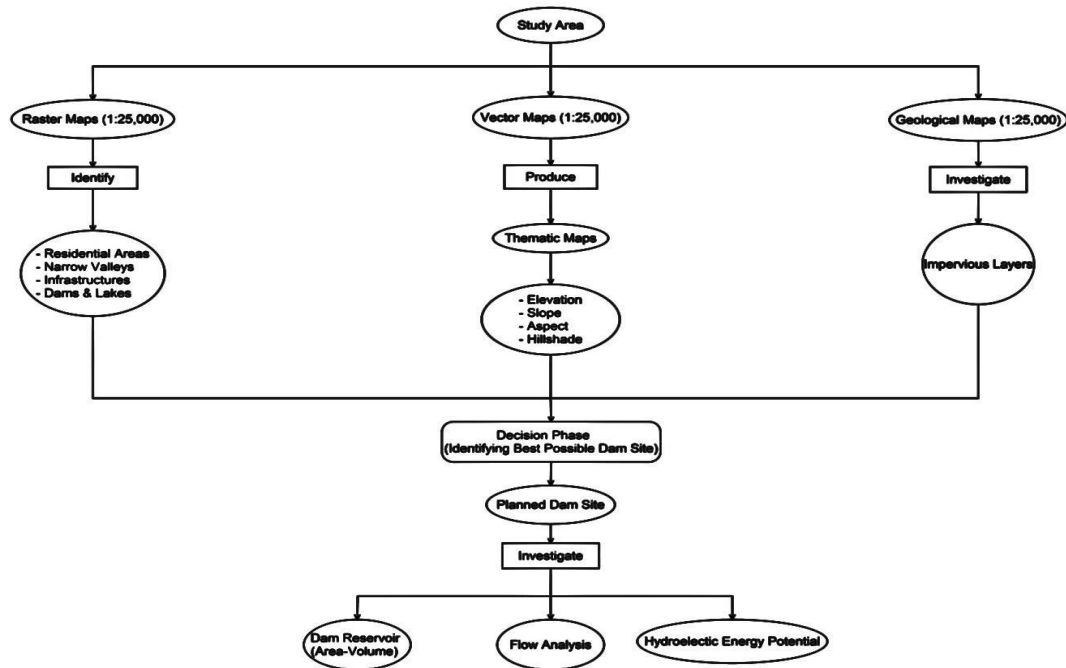 Study Area
Raster Maps (1:25,000)
Vector Maps (1:25,000)
Geological Maps (1:25,000)
Identify
Produce
Investigate
- Residential Areas
- Narrow Valleys
- Infrastructures
- Dams & Lakes
Thematic Maps
Impervious Layers
- Elevation
- Slope
- Aspect
- Hillshade
Decision Phase
(Identifying Best Possible Dam Site)
Planned Dam Site
Investigate
Dam Reservoir
(Area-Volume)
Flow Analysis
Hydroelectic Energy Potential